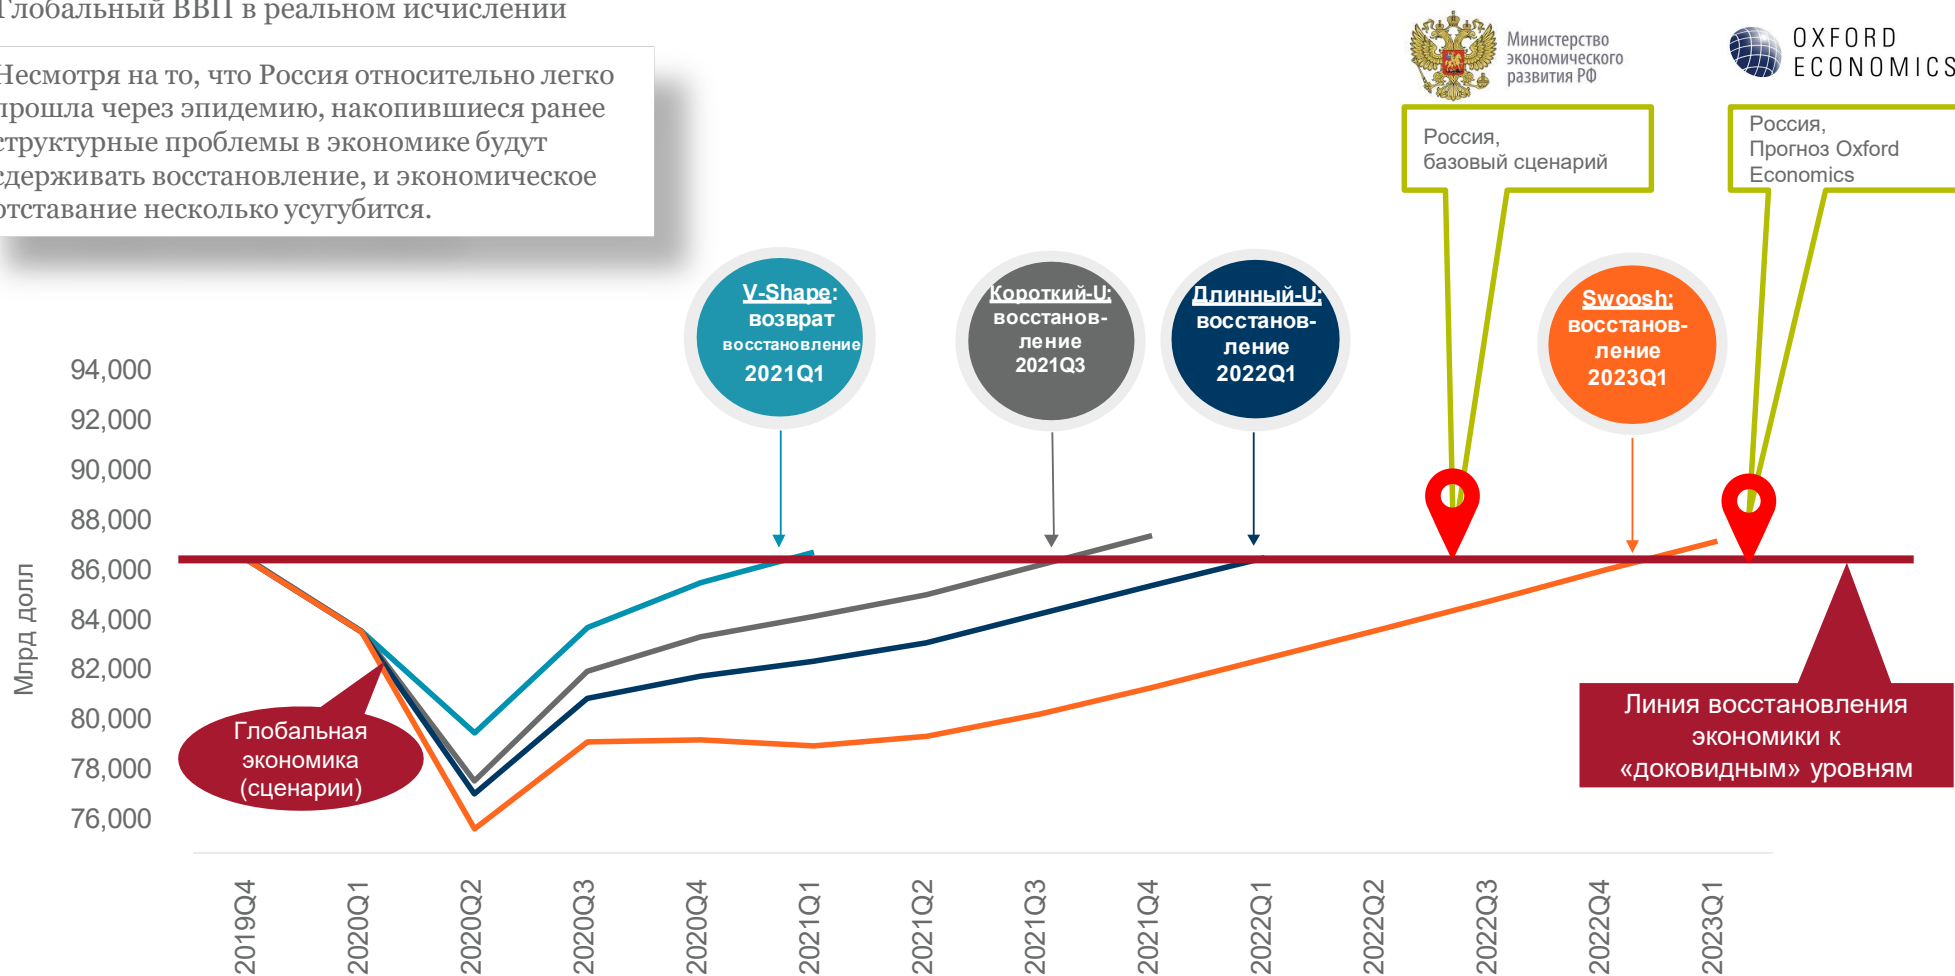 Глобальный ВВП в реальном исчислении
Несмотря на то, что Россия относительно легко
прошла через эпидемию, накопившиеся ранее
структурные проблемы в экономике будут
сдерживать восстановление, и экономическое
отставание несколько усугубится.
Министерство
экономического
развития РФ
OXFORD
ECONOMICS
Россия,
базовый сценарий
Россия,
Прогноз Oxford
Economics
V-Shape:
возврат
восстановление
2021Q1
Короткий-U:
восстанов-
ление
2021Q3
Длинный-U:
восстанов-
ление
2022Q1
Swoosh:
восстанов-
ление
2023Q1
Млрд долл
94,000
92,000
90,000
88,000
86,000
84,000
82,000
80,000
78,000
76,000
Глобальная
экономика
(сценарии)
Линия восстановления
экономики к
«доковидным» уровням
2019Q4
2020Q1
2020Q2
2020Q3
2020Q4
2021Q1
2021Q2
2021Q3
2021Q4
2022Q1
2022Q2
2022Q3
2022Q4
2023Q1